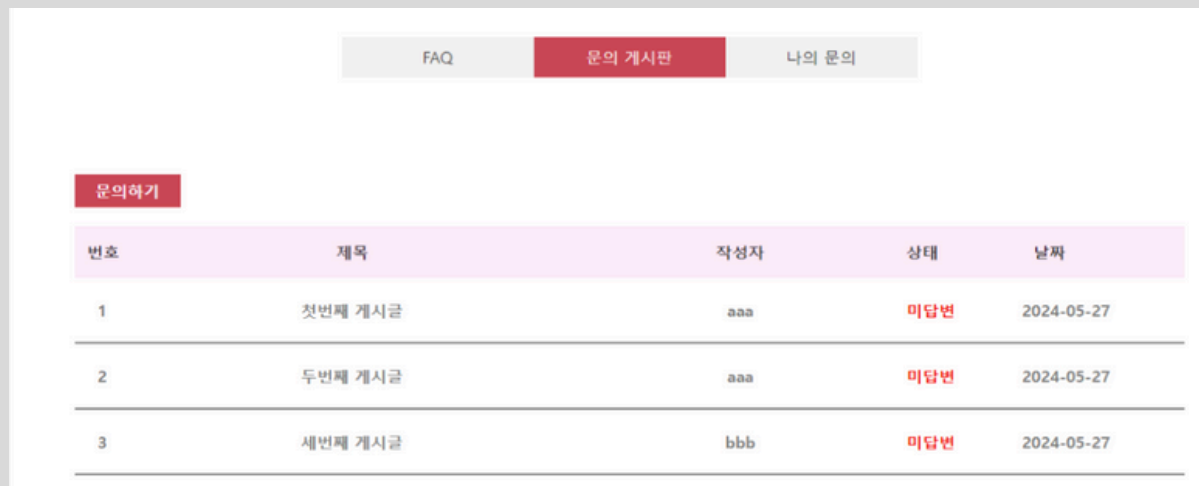 FAQ 문의 게시판 나의 문의
문의하기
번호 제목 작성자 상태 날짜
1 첫번째 게시글 aaa 미답변 2024-05-27
2 두번째 게시글 aaa 미답변 2024-05-27
3 세번째 게시글 bbb 미답변 2024-05-27